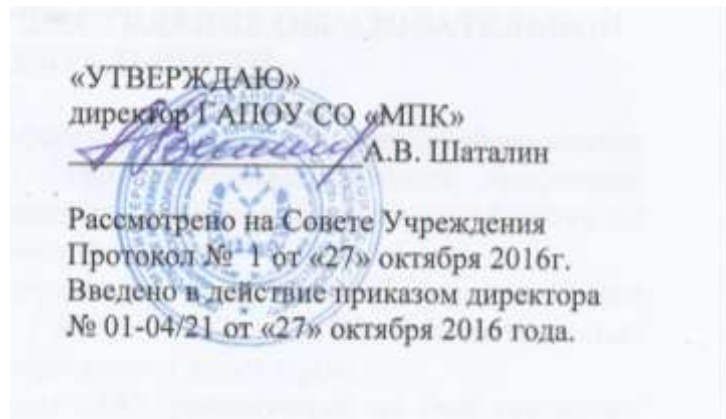 «УТВЕРЖДАЮ»
директор ГАПОУ СО «МПК»
А.В. Шаталин
Рассмотрено на Совете Учреждения
Протокол № 1 от «27» октября 2016г.
Введено в действие приказом директора
№ 01-04/21 от «27» октября 2016 года.